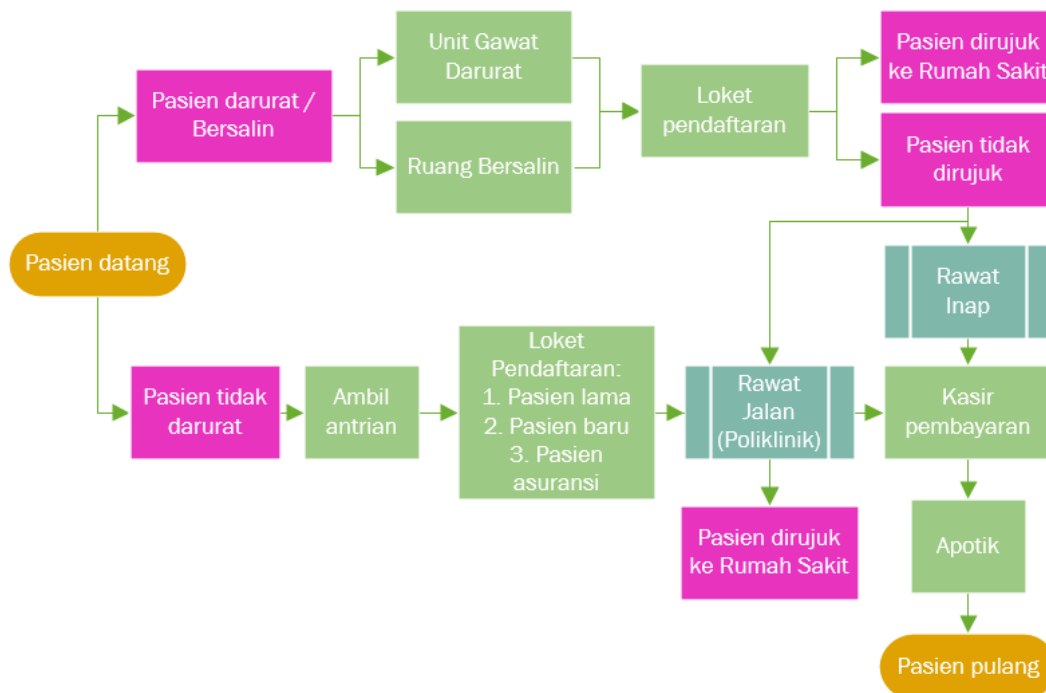 Pasien darurat /
Bersalin
Unit Gawat
Darurat
Ruang Bersalin
Loket
pendaftaran
Pasien dirujuk
ke Rumah Sakit
Pasien tidak
dirujuk
Pasien datang
Rawat
Inap
Pasien tidak
darurat
Ambil
antrian
Loket
Pendaftaran:
1. Pasien lama
2. Pasien baru
3. Pasien
asuransi
Rawat
Jalan
(Poliklinik)
Kasir
pembayaran
Pasien dirujuk
ke Rumah Sakit
Apotik
Pasien pulang